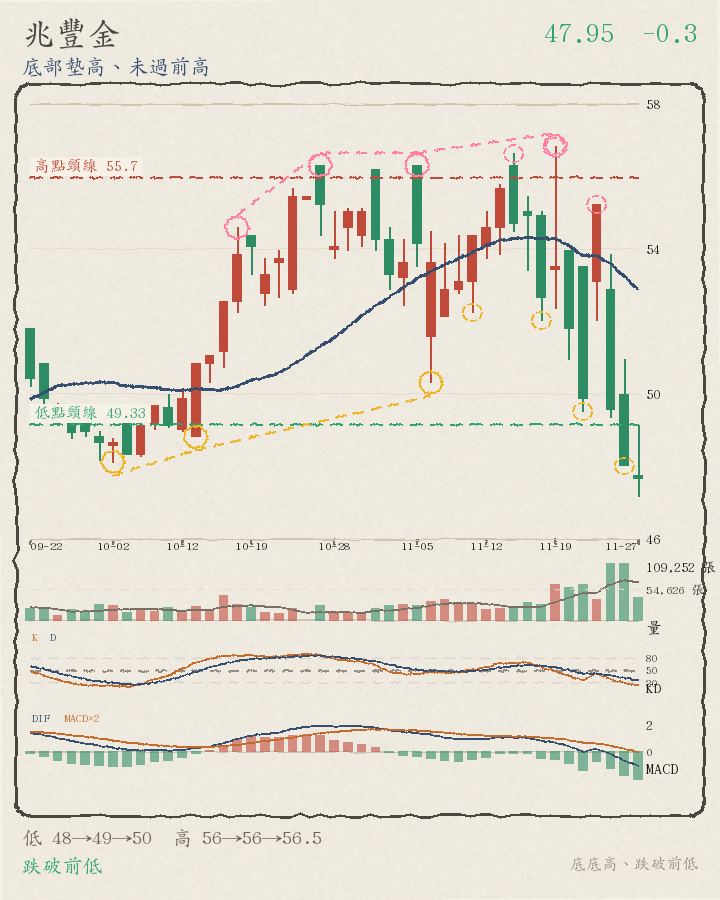 兆豐金
47.95 -0.3
底部墊高、未過前高
58
高點頸線 55.7
54
50
低點頸線 49.33
46
09-22 10-02 10-12 10-19 10-28 11-05 11-12 11-19 11-27
109,252 張
54,626 張
量
K D
80
50
20
KD
DIF MACD×2
2
0
MACD
低 48→49→50 高 56→56→56.5
跌破前低
底底高、跌破前低